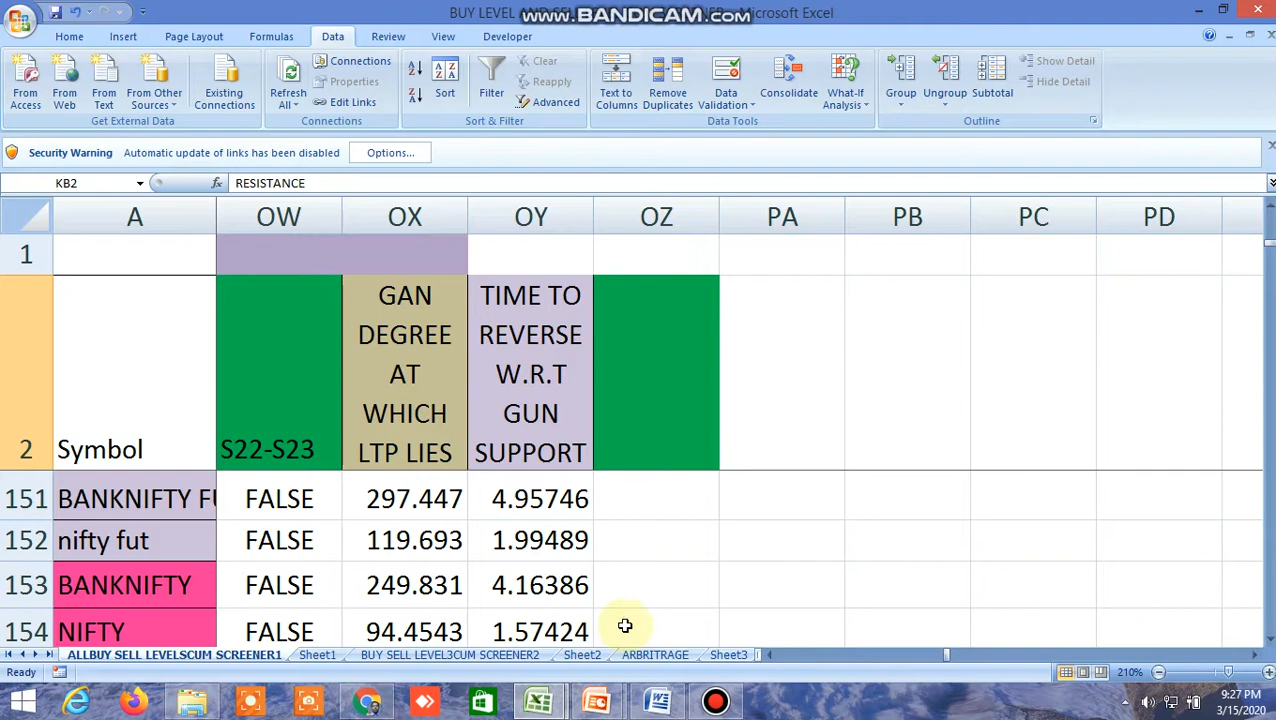 BUY LEVEL AND SEL
Microsoft Excel
www.BANDICAM.com
Home Insert Page Layout Formulas Data Review View Developer
From Access
From Web
From Text
From Other Sources
Existing Connections
Get External Data
Refresh All
Connections
Properties
Edit Links
Connections
Sort
Filter
Clear
Reapply
Advanced
Sort & Filter
Text to Columns
Remove Duplicates
Data Validation
Consolidate
What-If Analysis
Data Tools
Group
Ungroup
Subtotal
Show Detail
Hide Detail
Outline
Security Warning Automatic update of links has been disabled Options...
KB2 fx RESISTANCE
A OW OX OY OZ PA PB PC PD
1
2 Symbol S22-S23
GAN
DEGREE
AT
WHICH
LTP LIES
TIME TO
REVERSE
W.R.T
GUN
SUPPORT
151 BANKNIFTY FU FALSE 297.447 4.95746
152 nifty fut FALSE 119.693 1.99489
153 BANKNIFTY FALSE 249.831 4.16386
154 NIFTY FALSE 94.4543 1.57424
ALLBUY SELL LEVELSCUM SCREENER1 Sheet1 BUY SELL LEVEL3CUM SCREENER2 Sheet2 ARBRITRAGE Sheet3
Ready 210%
9:27 PM
3/15/2020